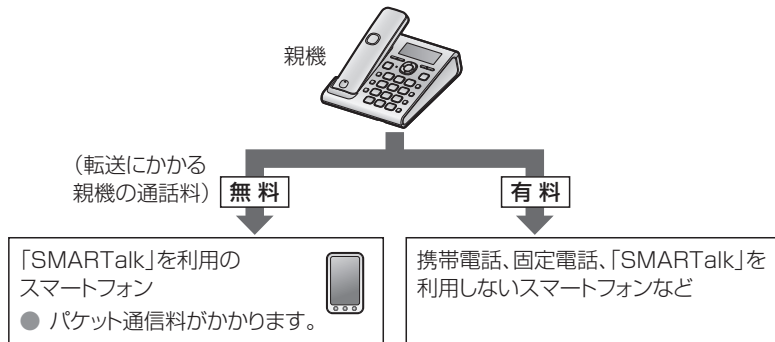 親機
（転送にかかる
親機の通話料）
無料
有料
「SMARTalk」を利用の
スマートフォン
● パケット通信料がかかります。
携帯電話、固定電話、「SMARTalk」を
利用しないスマートフォンなど